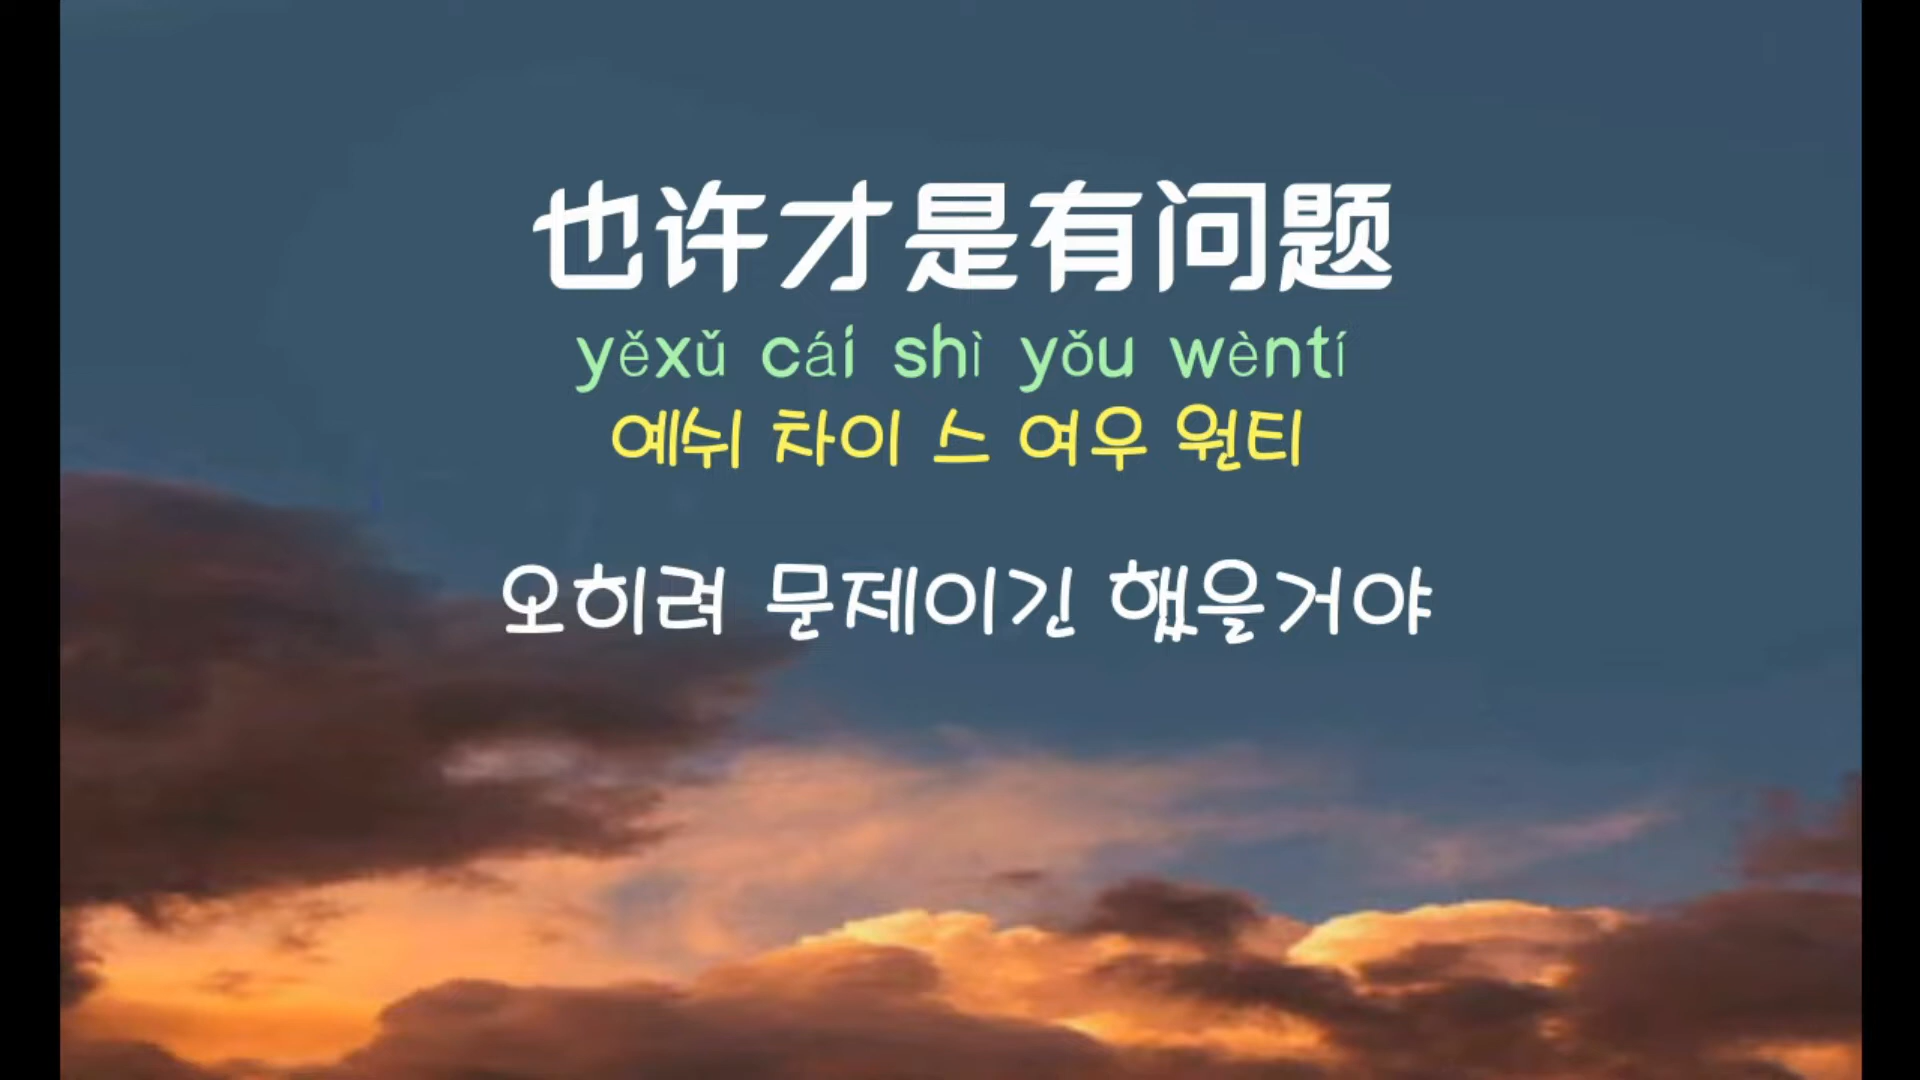 也许才是有问题
yěxǔ cái shì yǒu wèntí
예쉬 차이 스 여우 원티
오히려 문제이긴 했을거야